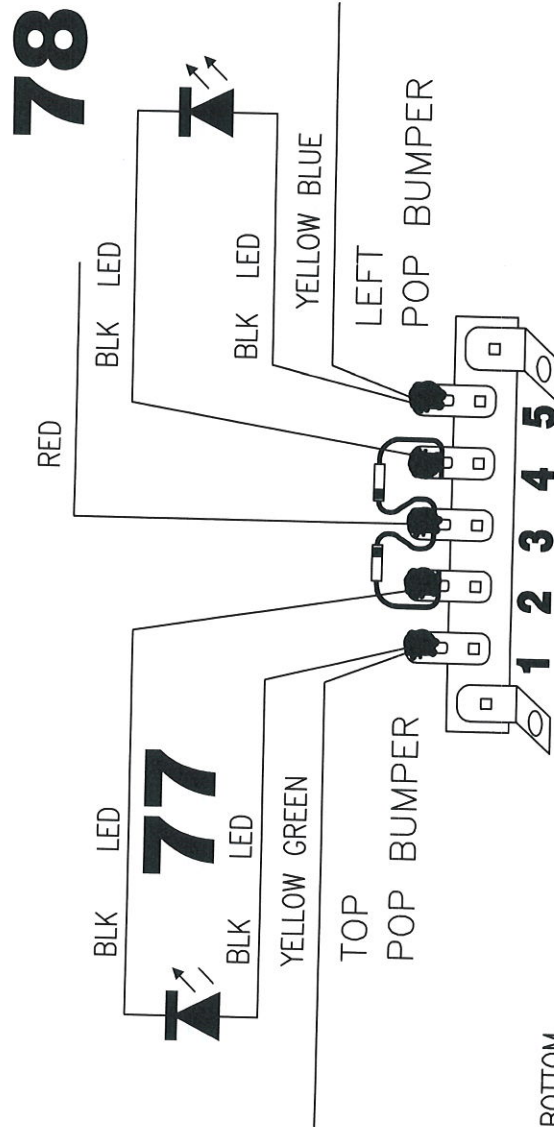 78
RED
BLK LED
BLK LED
YELLOW BLUE
LEFT
POP BUMPER
BLK LED
77
BLK LED
YELLOW GREEN
TOP
POP BUMPER
1 2 3 4 5
BOTTOM